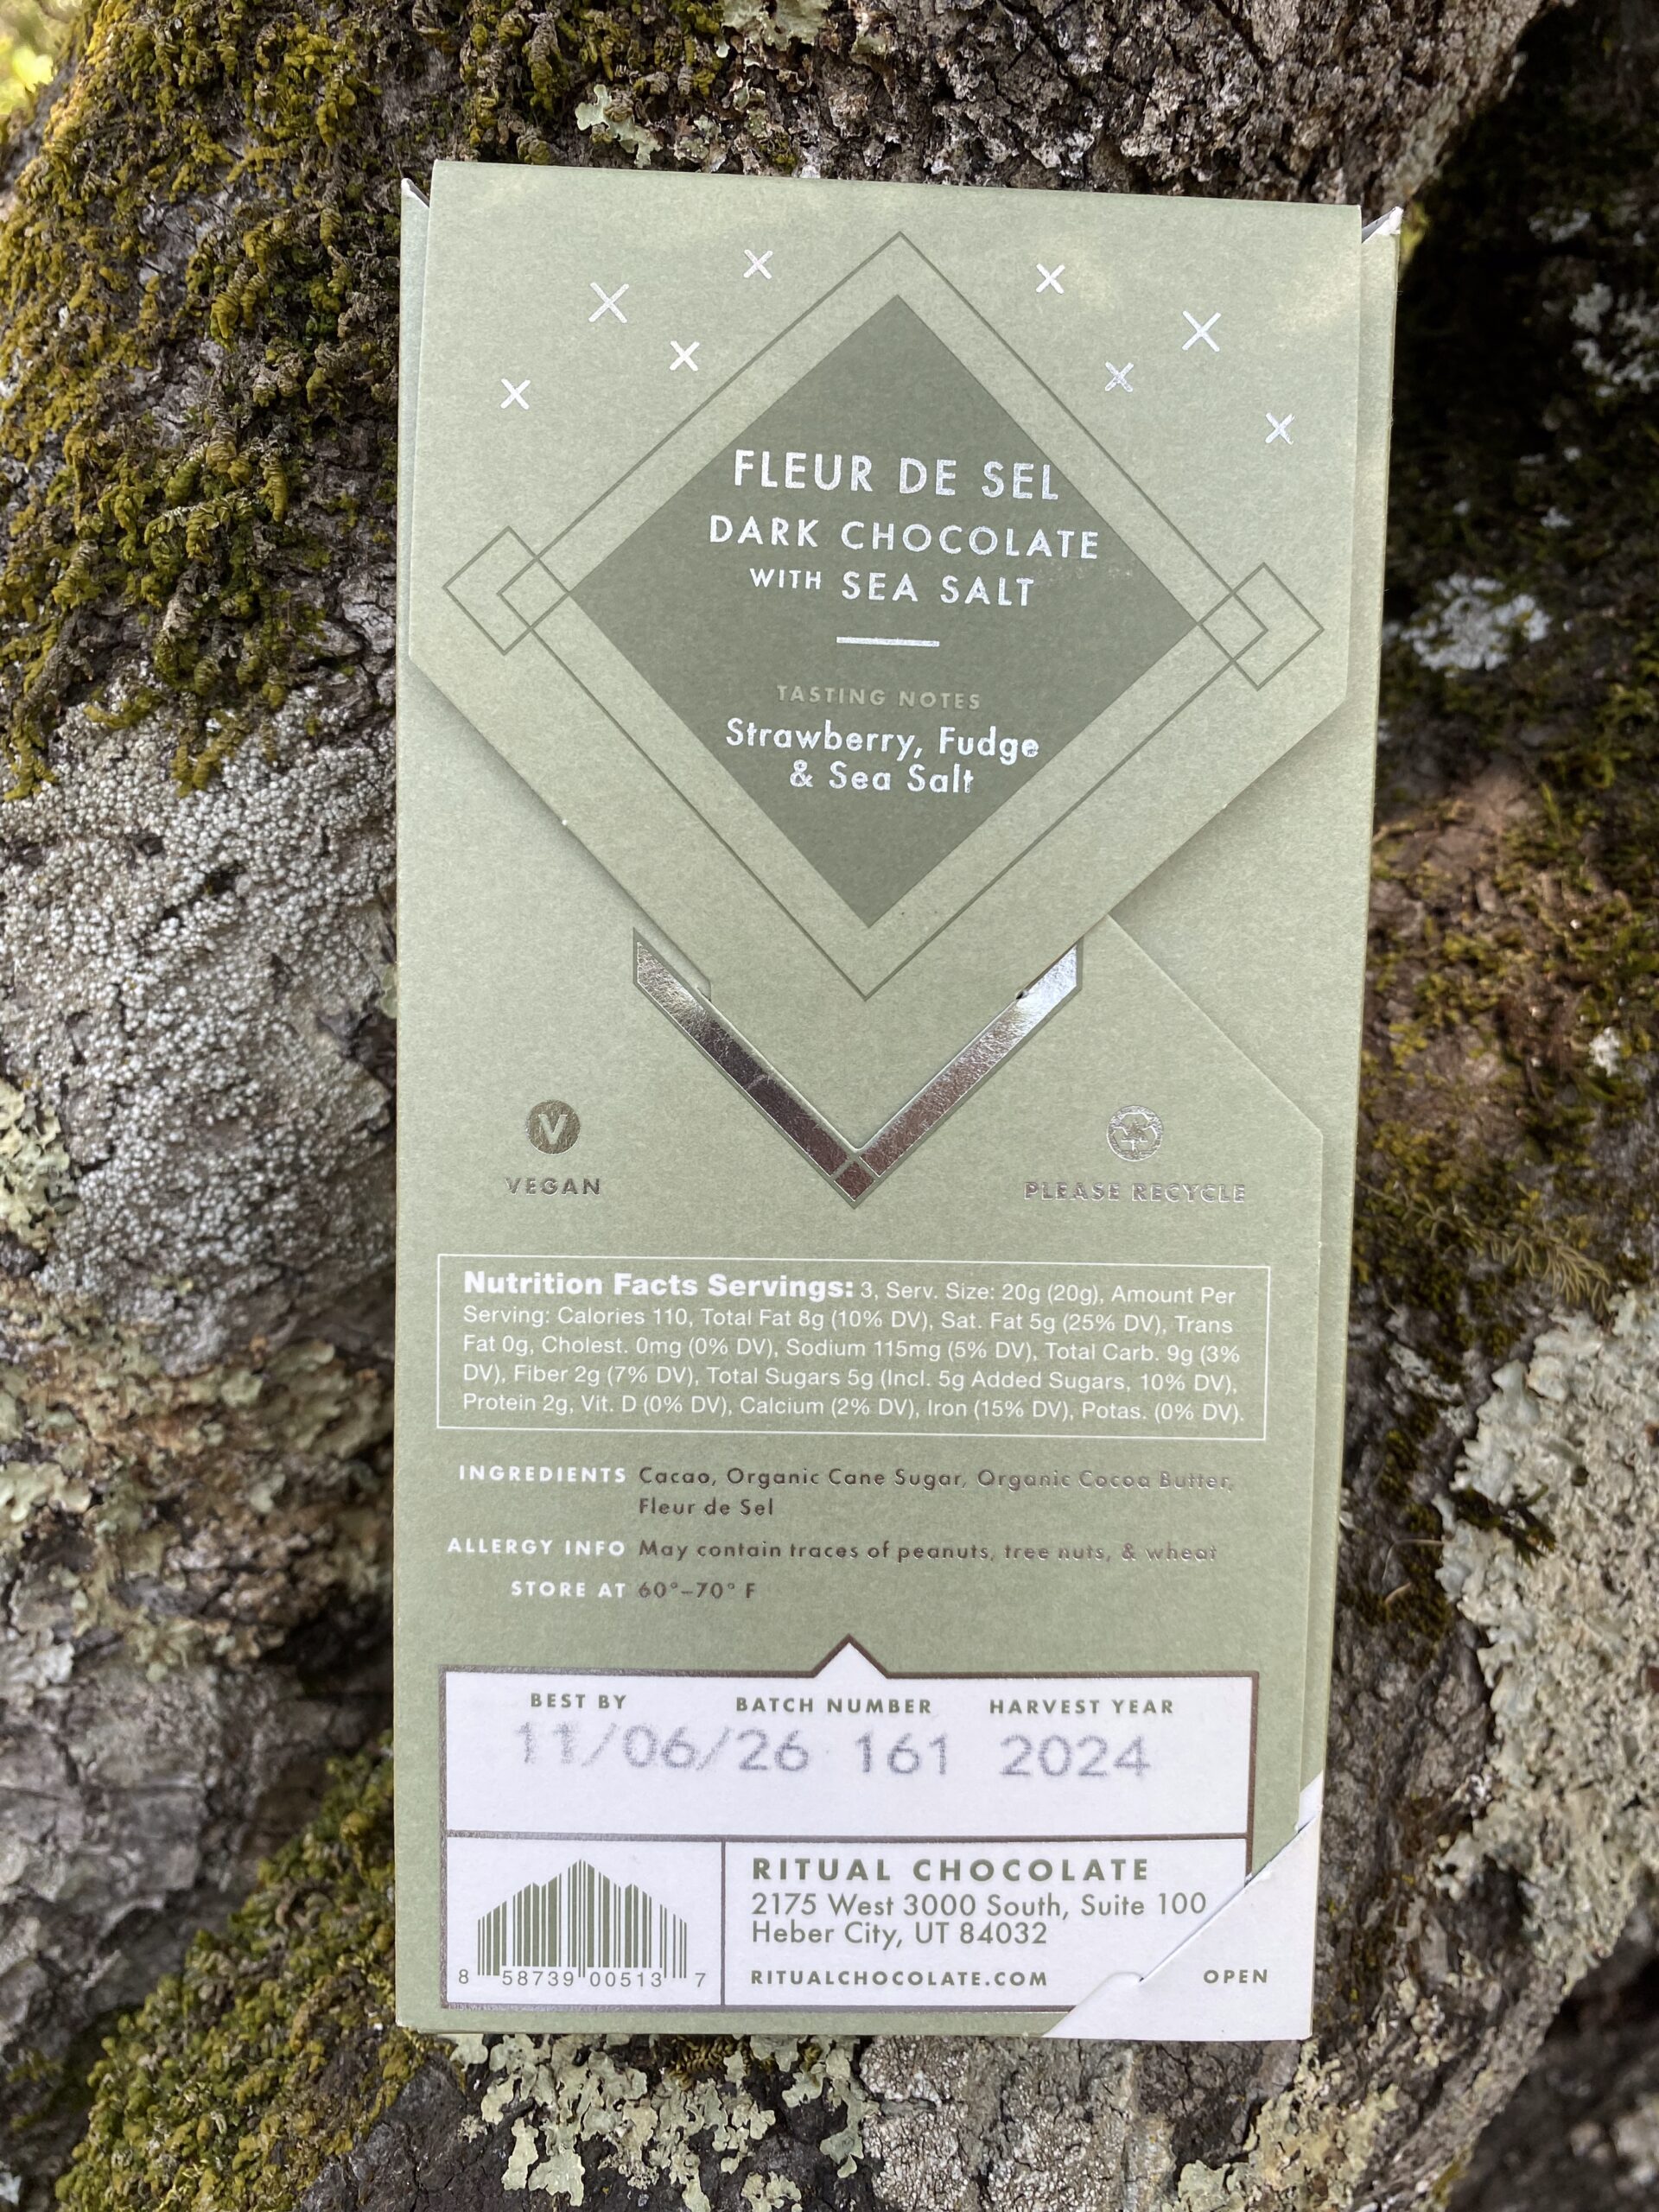 FLEUR DE SEL
DARK CHOCOLATE
WITH SEA SALT
TASTING NOTES
Strawberry, Fudge
& Sea Salt
V
VEGAN
PLEASE RECYCLE
Nutrition Facts Servings: 3, Serv. Size: 20g (20g), Amount Per
Serving: Calories 110, Total Fat 8g (10% DV), Sat. Fat 5g (25% DV), Trans
Fat 0g, Cholest. 0mg (0% DV), Sodium 115mg (5% DV), Total Carb. 9g (3%
DV), Fiber 2g (7% DV), Total Sugars 5g (Incl. 5g Added Sugars, 10% DV),
Protein 2g, Vit. D (0% DV), Calcium (2% DV), Iron (15% DV), Potas. (0% DV).
INGREDIENTS Cacao, Organic Cane Sugar, Organic Cocoa Butter,
Fleur de Sel
ALLERGY INFO May contain traces of peanuts, tree nuts, & wheat
STORE AT 60°–70° F
BEST BY BATCH NUMBER HARVEST YEAR
11/06/26 161 2024
RITUAL CHOCOLATE
2175 West 3000 South, Suite 100
Heber City, UT 84032
RITUALCHOCOLATE.COM
OPEN
8 58739 00513 7